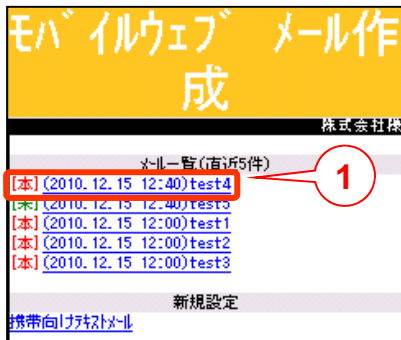 モバイルウェブ メール作
成
株式会社様
メール一覧(直近5件)
[本] (2010.12.15 12:40)test4
1
[未] (2010.12.15 12:40)test5
[本] (2010.12.15 12:00)test1
[本] (2010.12.15 12:00)test2
[本] (2010.12.15 12:00)test3
新規設定
携帯向けテキストメール